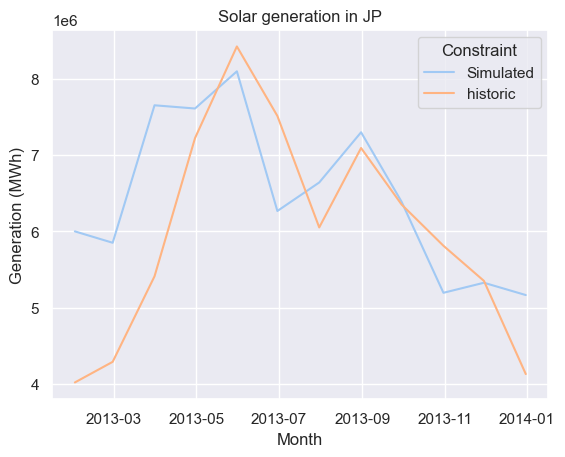 Solar generation in JP
1e6
Constraint
Simulated
historic
8
7
6
5
4
Generation (MWh)
2013-03 2013-05 2013-07 2013-09 2013-11 2014-01
Month